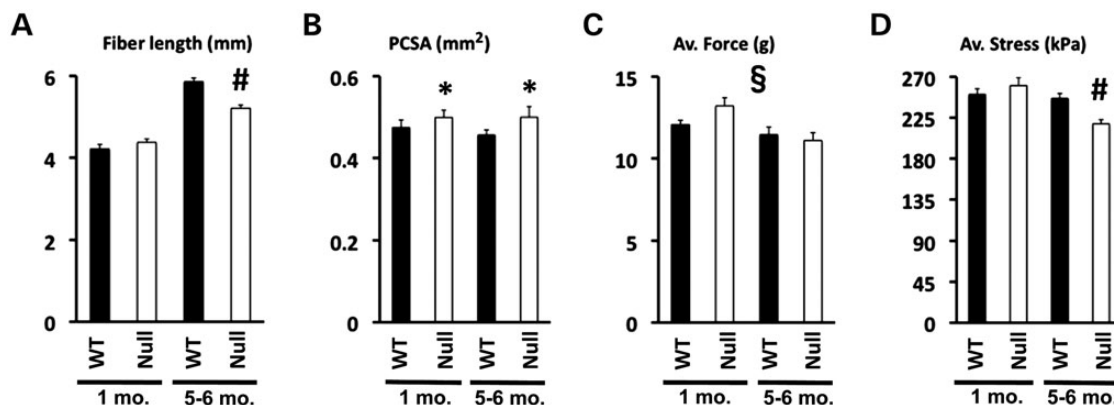 A
Fiber length (mm)
6
4
2
0
#
WT
Null
WT
Null
1 mo.
5-6 mo.
B
PCSA (mm²)
0.6
0.4
0.2
0
*
*
WT
Null
WT
Null
1 mo.
5-6 mo.
C
Av. Force (g)
15
10
5
0
§
WT
Null
WT
Null
1 mo.
5-6 mo.
D
Av. Stress (kPa)
270
225
180
135
90
45
0
#
WT
Null
WT
Null
1 mo.
5-6 mo.